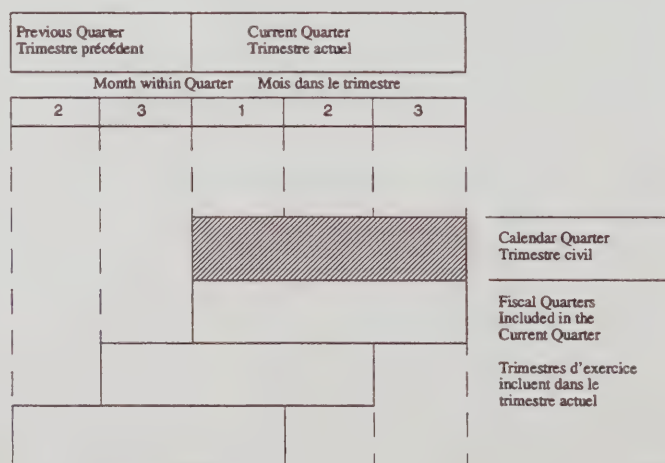 Previous Quarter
Trimestre précédent
Current Quarter
Trimestre actuel
Month within Quarter Mois dans le trimestre
2 3 1 2 3
Calendar Quarter
Trimestre civil
Fiscal Quarters
Included in the
Current Quarter
Trimestres d'exercice
incluent dans le
trimestre actuel